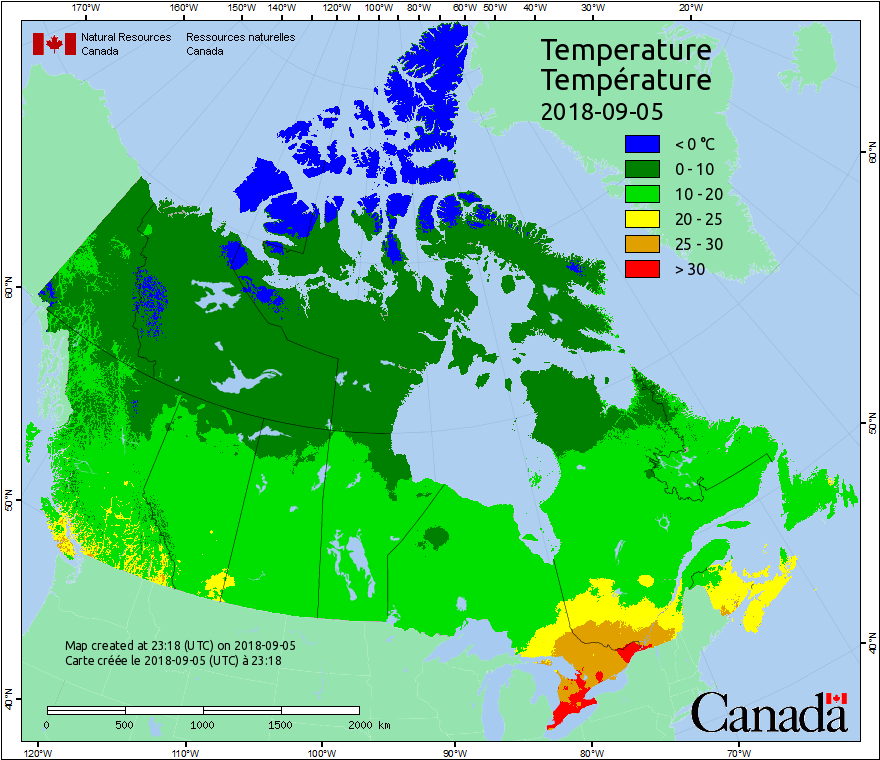 170°W 160°W 150°W 140°W 130°W 120°W 110°W 100°W 80°W 60°W 50°W 40°W 30°W 20°W
Natural Resources Ressources naturelles
Canada Canada
Temperature
Température
2018-09-05
< 0 °C
0 - 10
10 - 20
20 - 25
25 - 30
> 30
60°N
60°N
50°N
50°N
40°N
40°N
Map created at 23:18 (UTC) on 2018-09-05
Carte créée le 2018-09-05 (UTC) à 23:18
0 500 1000 1500 2000 km
Canada
120°W 110°W 100°W 90°W 80°W 70°W